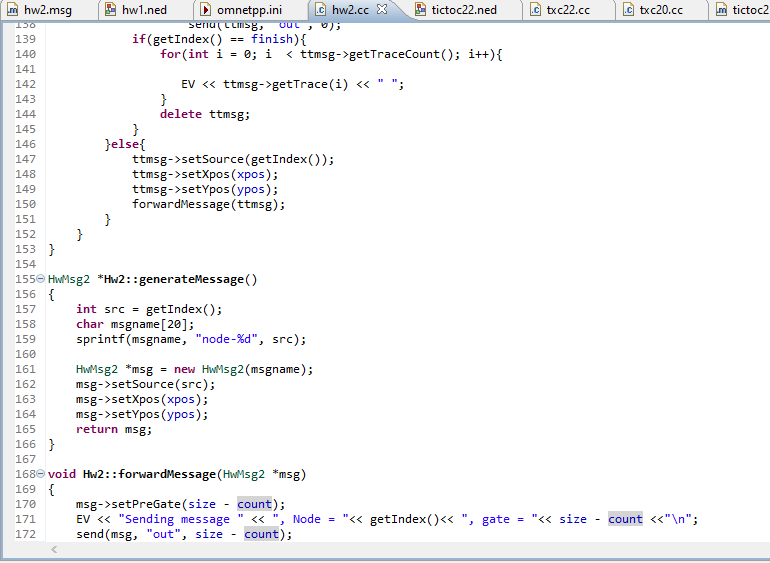 hw2.msg hw1.ned omnetpp.ini hw2.cc tictoc22.ned txc22.cc txc20.cc tictoc2
138 send(ttmsg, "out", 0);
139 if(getIndex() == finish){
140 for(int i = 0; i < ttmsg->getTraceCount(); i++){
141
142 EV << ttmsg->getTrace(i) << " ";
143 }
144 delete ttmsg;
145 }
146 }else{
147 ttmsg->setSource(getIndex());
148 ttmsg->setXpos(xpos);
149 ttmsg->setYpos(ypos);
150 forwardMessage(ttmsg);
151 }
152 }
153 }
154
155 HwMsg2 *Hw2::generateMessage()
156 {
157 int src = getIndex();
158 char msgname[20];
159 sprintf(msgname, "node-%d", src);
160
161 HwMsg2 *msg = new HwMsg2(msgname);
162 msg->setSource(src);
163 msg->setXpos(xpos);
164 msg->setYpos(ypos);
165 return msg;
166 }
167
168 void Hw2::forwardMessage(HwMsg2 *msg)
169 {
170 msg->setPreGate(size - count);
171 EV << "Sending message " << ", Node = "<< getIndex()<< ", gate = "<< size - count <<"\n";
172 send(msg, "out", size - count);